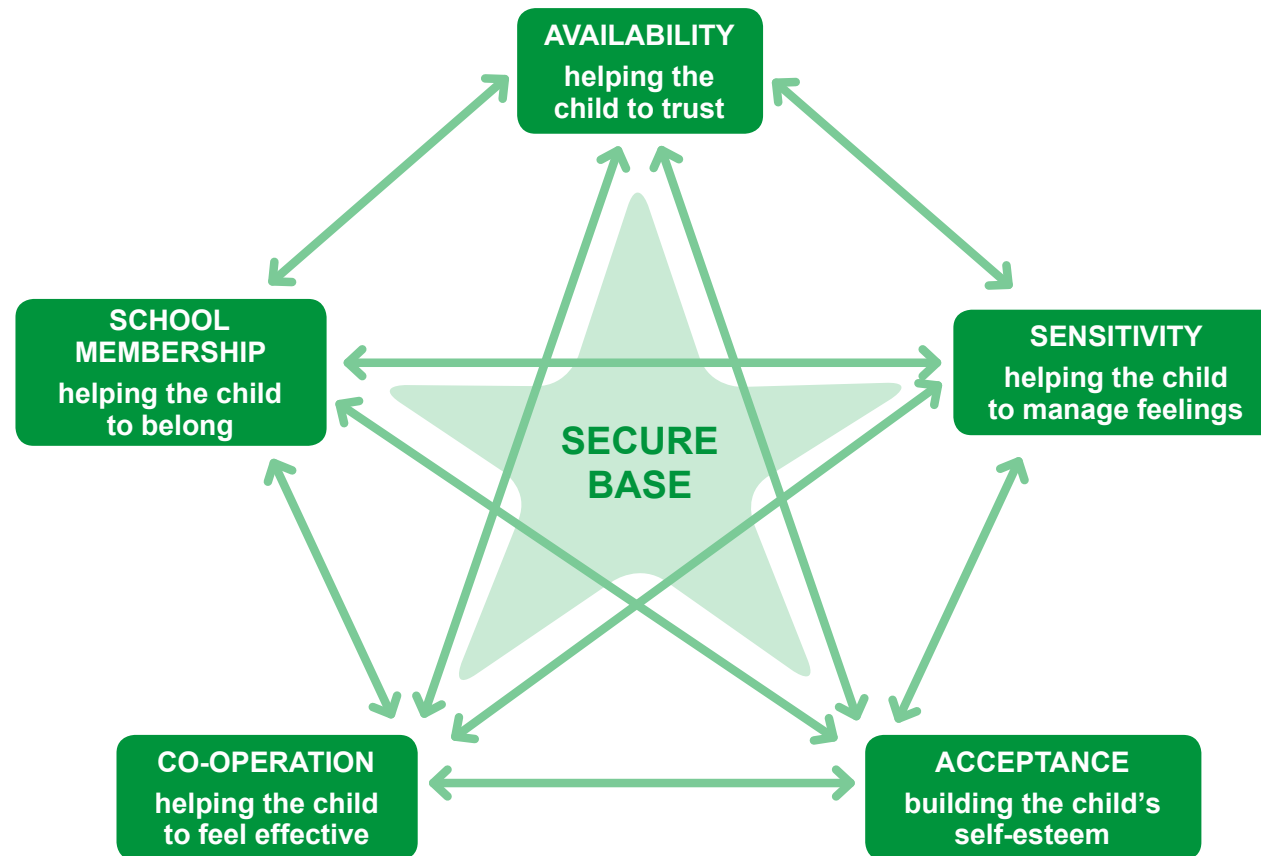 AVAILABILITY
helping the
child to trust
SCHOOL
MEMBERSHIP
helping the child
to belong
SENSITIVITY
helping the child
to manage feelings
SECURE
BASE
CO-OPERATION
helping the child
to feel effective
ACCEPTANCE
building the child’s
self-esteem